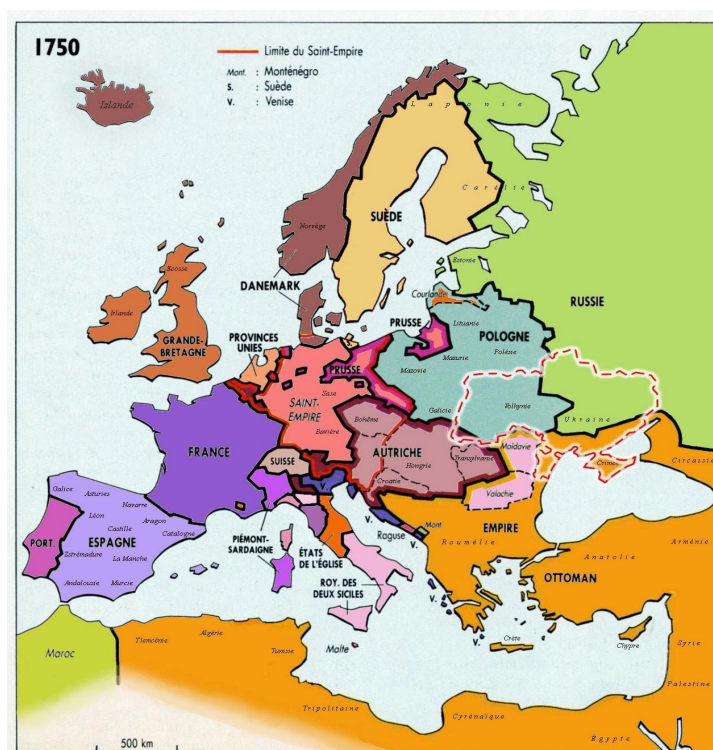 1750
Limite du Saint-Empire
Mont. : Monténégro
S. : Suède
V. : Venise
Islande
Laponie
Carélie
Norvège
SUÈDE
Estonie
RUSSIE
Ecosse
Irlande
GRANDE-
BRETAGNE
DANEMARK
Courlande
Lituanie
PROVINCES
UNIES
PRUSSE
POLOGNE
Polésie
Mazurie
Mazovie
PRUSSE
Saxe
SAINT-
EMPIRE
Bavière
Bohême
Galicie
Volhynie
Ukraine
FRANCE
SUISSE
AUTRICHE
Hongrie
Transylvanie
Croatie
Moldavie
Valachie
Crimée
Circassie
V.
V.
Mont.
Raguse
Roumélie
EMPIRE
OTTOMAN
Anatolie
Arménie
Galice
Asturies
Navarre
Léon
Castille
Aragon
Catalogne
PORT.
ESPAGNE
Estrémadure
La Manche
Andalousie
Murcie
PIÉMONT-
SARDAIGNE
ÉTATS
DE L'ÉGLISE
ROY. DES
DEUX SICILES
V.
V.
Malte
Crète
Chypre
Syrie
Palestine
Maroc
Tlemcénie
Algérie
Tunisie
Tripolitaine
Cyrénaïque
Egypte
500 km